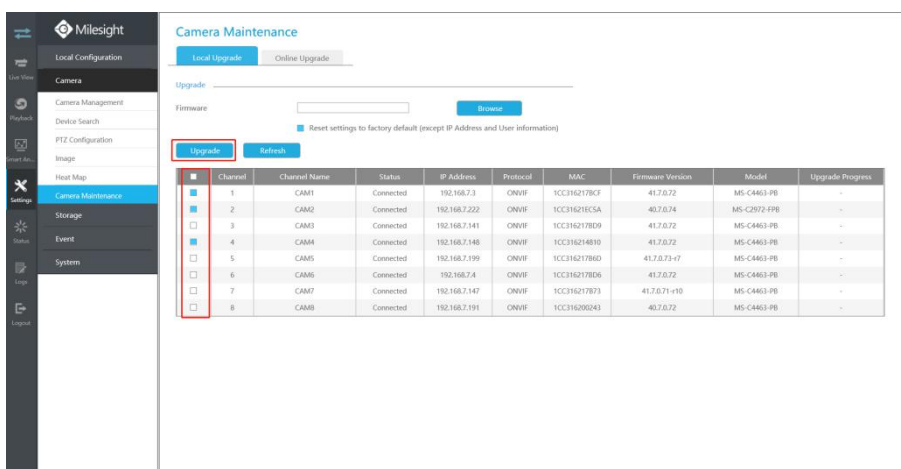 Milesight
Live View
Playback
Smart An...
Settings
Status
Logs
Logout
Local Configuration
Camera
Camera Management
Device Search
PTZ Configuration
Image
Heat Map
Camera Maintenance
Storage
Event
System
Camera Maintenance
Local Upgrade Online Upgrade
Upgrade
Firmware Browse
Reset settings to factory default (except IP Address and User information)
Upgrade Refresh
Channel Channel Name Status IP Address Protocol MAC Firmware Version Model Upgrade Progress
1 CAM1 Connected 192.168.7.3 ONVIF 1CC316217BCF 41.7.0.72 MS-C4463-PB -
2 CAM2 Connected 192.168.7.222 ONVIF 1CC31621EC5A 40.7.0.74 MS-C2972-FPB -
3 CAM3 Connected 192.168.7.141 ONVIF 1CC316217BD9 41.7.0.72 MS-C4463-PB -
4 CAM4 Connected 192.168.7.148 ONVIF 1CC316214810 41.7.0.72 MS-C4463-PB -
5 CAM5 Connected 192.168.7.199 ONVIF 1CC316217B6D 41.7.0.73-r7 MS-C4463-PB -
6 CAM6 Connected 192.168.7.4 ONVIF 1CC316217BD6 41.7.0.72 MS-C4463-PB -
7 CAM7 Connected 192.168.7.147 ONVIF 1CC316217B73 41.7.0.71-r10 MS-C4463-PB -
8 CAM8 Connected 192.168.7.191 ONVIF 1CC316200243 40.7.0.72 MS-C4463-PB -